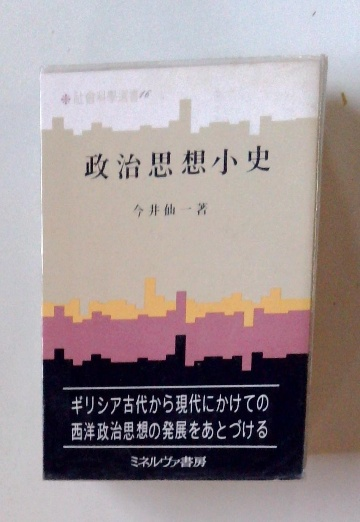 社會科學選書16
政治思想小史
今井仙一著
ギリシア古代から現代にかけての
西洋政治思想の発展をあとづける
ミネルヴァ書房